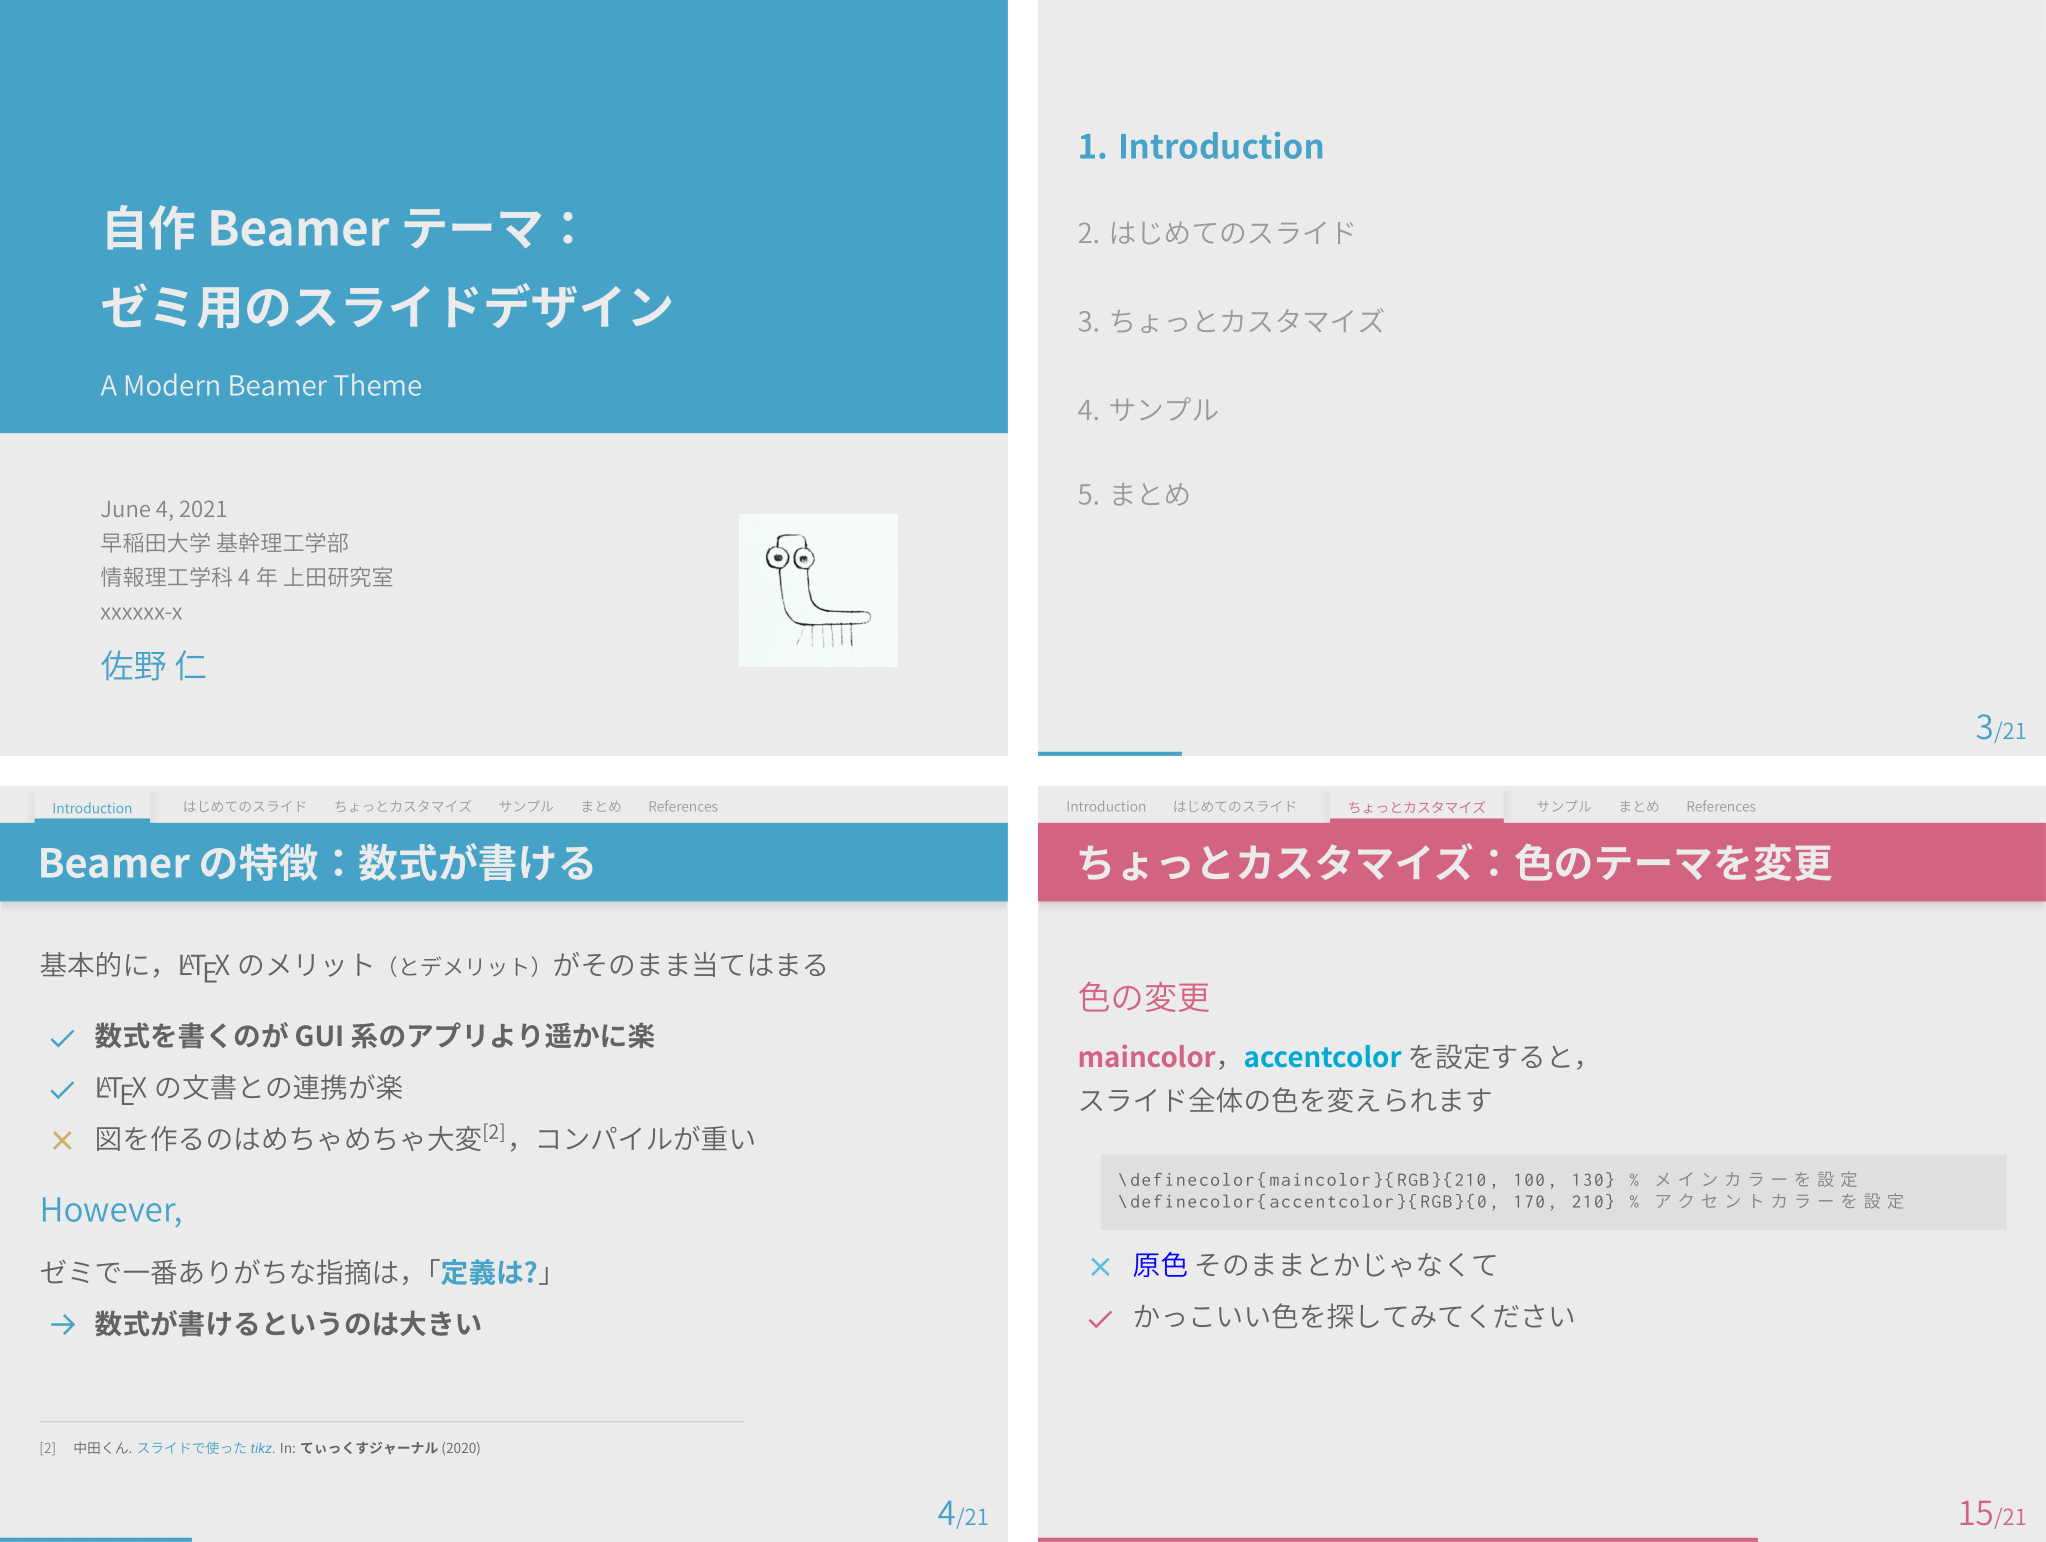 自作 Beamer テーマ：
ゼミ用のスライドデザイン
A Modern Beamer Theme
June 4, 2021
早稲田大学 基幹理工学部
情報理工学科 4 年 上田研究室
xxxxxx-x
佐野 仁
1. Introduction
2. はじめてのスライド
3. ちょっとカスタマイズ
4. サンプル
5. まとめ
3/21
Introduction はじめてのスライド ちょっとカスタマイズ サンプル まとめ References
Beamer の特徴：数式が書ける
基本的に，LATEX のメリット（とデメリット）がそのまま当てはまる
✓ 数式を書くのが GUI 系のアプリより遥かに楽
✓ LATEX の文書との連携が楽
× 図を作るのはめちゃめちゃ大変[2]，コンパイルが重い
However,
ゼミで一番ありがちな指摘は，「定義は?」
→ 数式が書けるというのは大きい
[2] 中田くん. スライドで使った tikz. In: てぃっくすジャーナル (2020)
4/21
Introduction はじめてのスライド ちょっとカスタマイズ サンプル まとめ References
ちょっとカスタマイズ：色のテーマを変更
色の変更
maincolor，accentcolor を設定すると，
スライド全体の色を変えられます
\definecolor{maincolor}{RGB}{210, 100, 130} % メインカラーを設定
\definecolor{accentcolor}{RGB}{0, 170, 210} % アクセントカラーを設定
× 原色 そのままとかじゃなくて
✓ かっこいい色を探してみてください
15/21